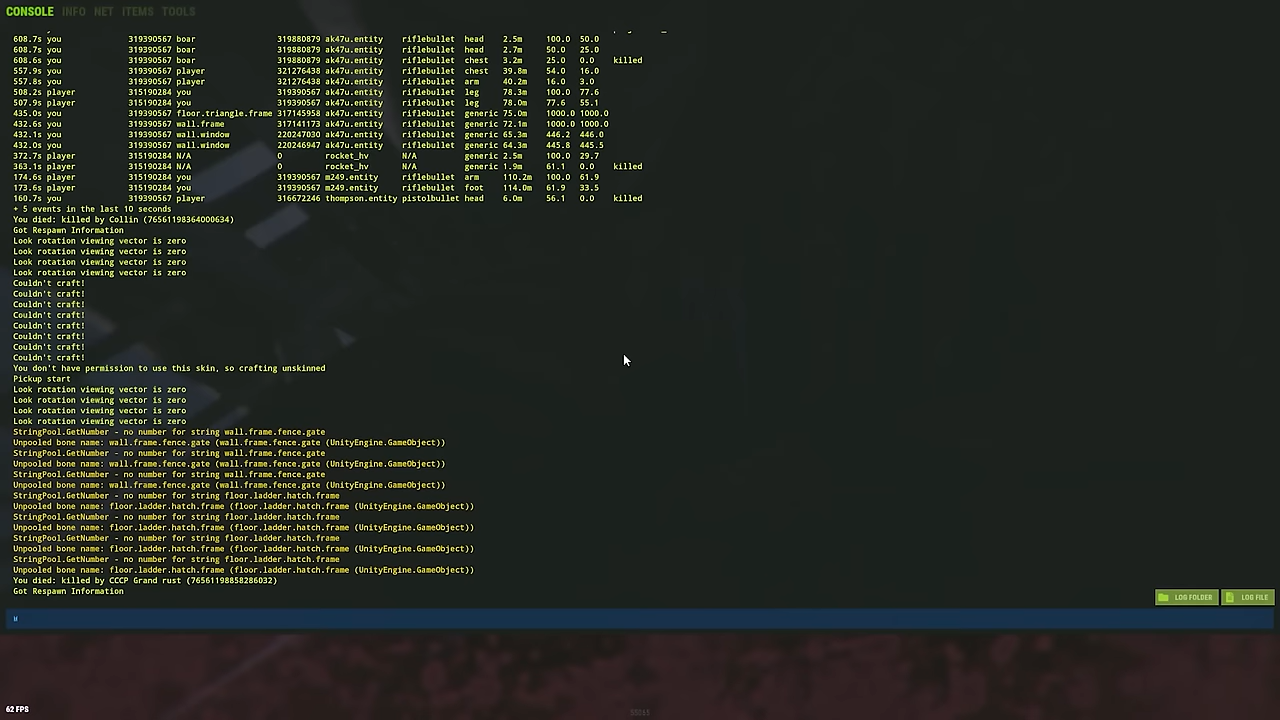 CONSOLE INFO NET ITEMS TOOLS
608.7s you 319390567 boar 319880879 ak47u.entity riflebullet head 2.5m 100.0 50.0
608.7s you 319390567 boar 319880879 ak47u.entity riflebullet head 2.7m 50.0 25.0
608.6s you 319390567 boar 319880879 ak47u.entity riflebullet chest 3.2m 25.0 0.0 killed
557.9s you 319390567 player 321276438 ak47u.entity riflebullet chest 39.8m 54.0 16.0
557.8s you 319390567 player 321276438 ak47u.entity riflebullet arm 40.2m 16.0 3.0
508.2s player 315190284 you 319390567 ak47u.entity riflebullet leg 78.3m 100.0 77.6
507.9s player 315190284 you 319390567 ak47u.entity riflebullet leg 78.0m 77.6 55.1
435.0s you 319390567 floor.triangle.frame 317145958 ak47u.entity riflebullet generic 75.0m 1000.0 1000.0
432.6s you 319390567 wall.frame 317141173 ak47u.entity riflebullet generic 72.1m 1000.0 1000.0
432.1s you 319390567 wall.window 220247030 ak47u.entity riflebullet generic 65.3m 446.2 446.0
432.0s you 319390567 wall.window 220246947 ak47u.entity riflebullet generic 64.3m 445.8 445.5
372.7s player 315190284 N/A 0 rocket_hv N/A generic 2.5m 100.0 29.7
363.1s player 315190284 N/A 0 rocket_hv N/A generic 1.9m 61.1 0.0 killed
174.6s player 315190284 you 319390567 m249.entity riflebullet arm 110.2m 100.0 61.9
173.6s player 315190284 you 319390567 m249.entity riflebullet foot 114.0m 61.9 33.5
160.7s you 319390567 player 316672246 thompson.entity pistolbullet head 6.0m 56.1 0.0 killed
+ 5 events in the last 10 seconds
You died: killed by Collin (76561198364000634)
Got Respawn Information
Look rotation viewing vector is zero
Look rotation viewing vector is zero
Look rotation viewing vector is zero
Look rotation viewing vector is zero
Couldn't craft!
Couldn't craft!
Couldn't craft!
Couldn't craft!
Couldn't craft!
Couldn't craft!
Couldn't craft!
Couldn't craft!
You don't have permission to use this skin, so crafting unskinned
Pickup start
Look rotation viewing vector is zero
Look rotation viewing vector is zero
Look rotation viewing vector is zero
Look rotation viewing vector is zero
StringPool.GetNumber - no number for string wall.frame.fence.gate
Unpooled bone name: wall.frame.fence.gate (wall.frame.fence.gate (UnityEngine.GameObject))
StringPool.GetNumber - no number for string wall.frame.fence.gate
Unpooled bone name: wall.frame.fence.gate (wall.frame.fence.gate (UnityEngine.GameObject))
StringPool.GetNumber - no number for string wall.frame.fence.gate
Unpooled bone name: wall.frame.fence.gate (wall.frame.fence.gate (UnityEngine.GameObject))
StringPool.GetNumber - no number for string floor.ladder.hatch.frame
Unpooled bone name: floor.ladder.hatch.frame (floor.ladder.hatch.frame (UnityEngine.GameObject))
StringPool.GetNumber - no number for string floor.ladder.hatch.frame
Unpooled bone name: floor.ladder.hatch.frame (floor.ladder.hatch.frame (UnityEngine.GameObject))
StringPool.GetNumber - no number for string floor.ladder.hatch.frame
Unpooled bone name: floor.ladder.hatch.frame (floor.ladder.hatch.frame (UnityEngine.GameObject))
StringPool.GetNumber - no number for string floor.ladder.hatch.frame
Unpooled bone name: floor.ladder.hatch.frame (floor.ladder.hatch.frame (UnityEngine.GameObject))
You died: killed by CCCP Grand rust (76561198858286032)
Got Respawn Information
LOG FOLDER LOG FILE
62 FPS